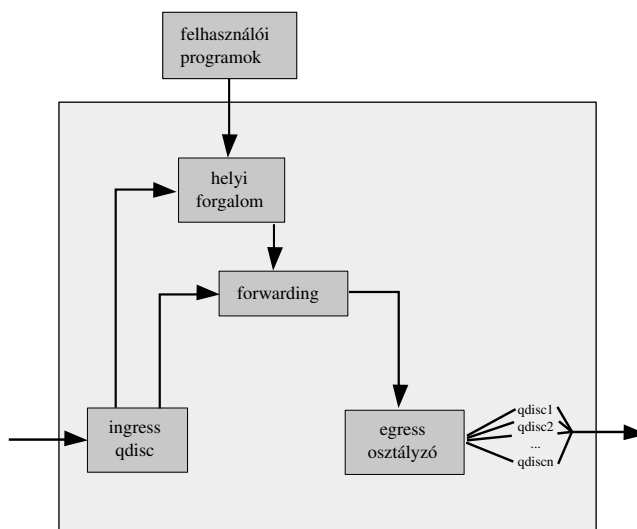 felhasználói
programok
helyi
forgalom
forwarding
ingress
qdisc
egress
osztályzó
qdisc1
qdisc2
...
qdiscn